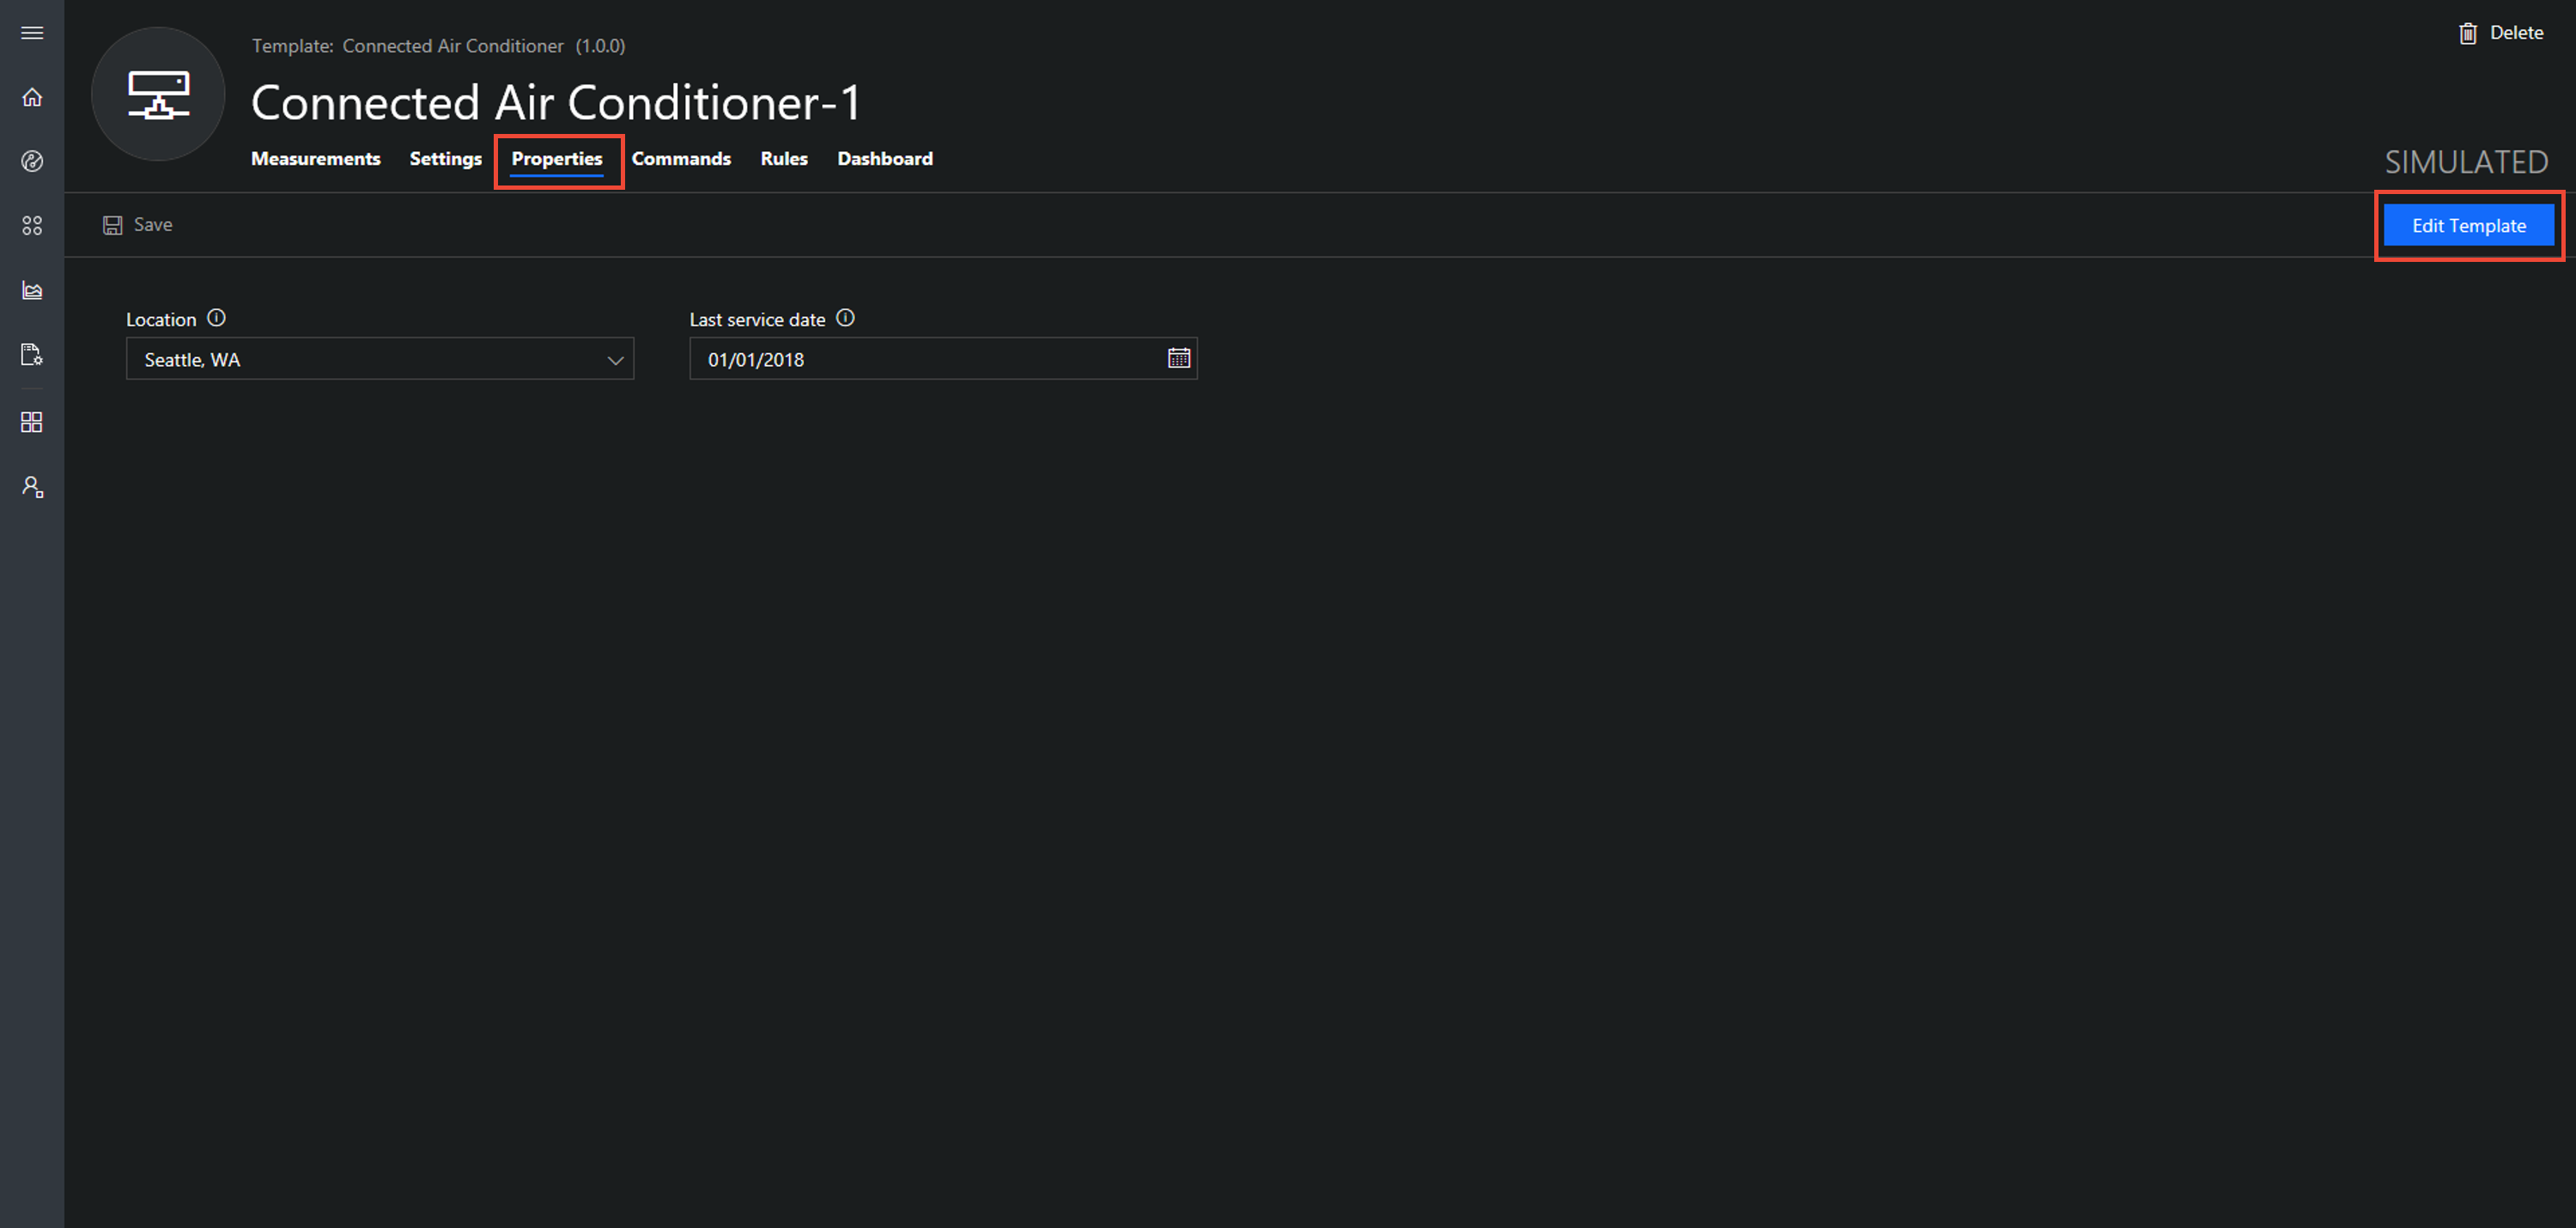 Template: Connected Air Conditioner (1.0.0)
Delete
Connected Air Conditioner-1
Measurements Settings Properties Commands Rules Dashboard
SIMULATED
Save
Edit Template
Location
Last service date
Seattle, WA
01/01/2018